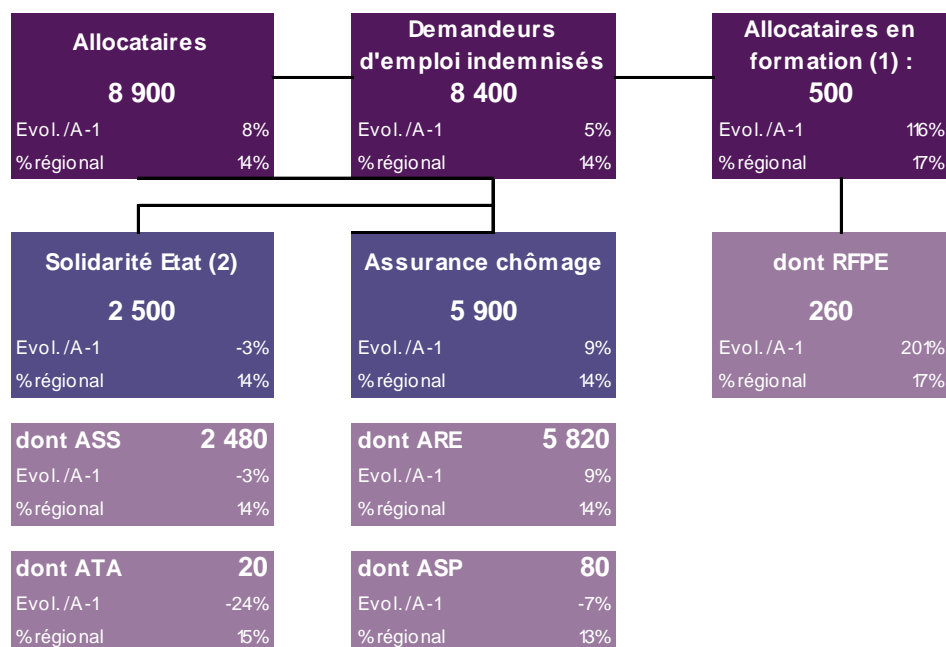 Allocataires
8 900
Evol./A-1 8%
% régional 14%
Demandeurs
d'emploi indemnisés
8 400
Evol./A-1 5%
% régional 14%
Allocataires en
formation (1) :
500
Evol./A-1 116%
% régional 17%
Solidarité Etat (2)
2 500
Evol./A-1 -3%
% régional 14%
Assurance chômage
5 900
Evol./A-1 9%
% régional 14%
dont RFPE
260
Evol./A-1 201%
% régional 17%
dont ASS 2 480
Evol./A-1 -3%
% régional 14%
dont ARE 5 820
Evol./A-1 9%
% régional 14%
dont ATA 20
Evol./A-1 -24%
% régional 15%
dont ASP 80
Evol./A-1 -7%
% régional 13%